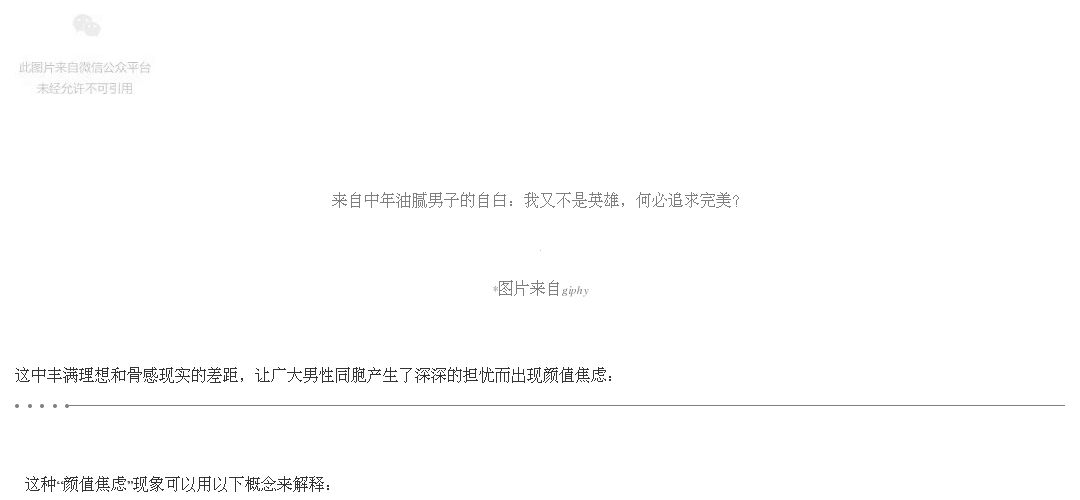 此图片来自微信公众平台
未经允许不可引用
来自中年油腻男子的自白：我又不是英雄，何必追求完美？
*图片来自giphy
这中丰满理想和骨感现实的差距，让广大男性同胞产生了深深的担忧而出现颜值焦虑：
这种“颜值焦虑”现象可以用以下概念来解释：